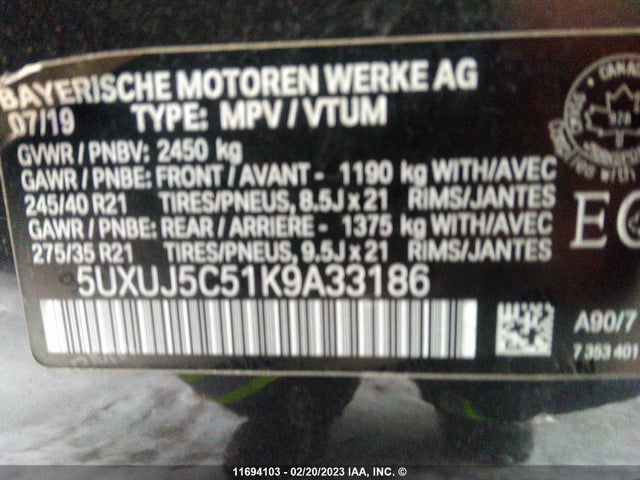 BAYERISCHE MOTOREN WERKE AG
07/19 TYPE: MPV / VTUM
GVWR / PNBV: 2450 kg
GAWR / PNBE: FRONT / AVANT - 1190 kg WITH/AVEC
245/40 R21 TIRES/PNEUS, 8.5J x 21 RIMS/JANTES
GAWR / PNBE: REAR / ARRIERE - 1375 kg WITH/AVEC
275/35 R21 TIRES/PNEUS, 9.5J x 21 RIMS/JANTES
5UXUJ5C51K9A33186
CANA
EC
A90/7
7 353 401
11694103 - 02/20/2023 IAA, INC. ©